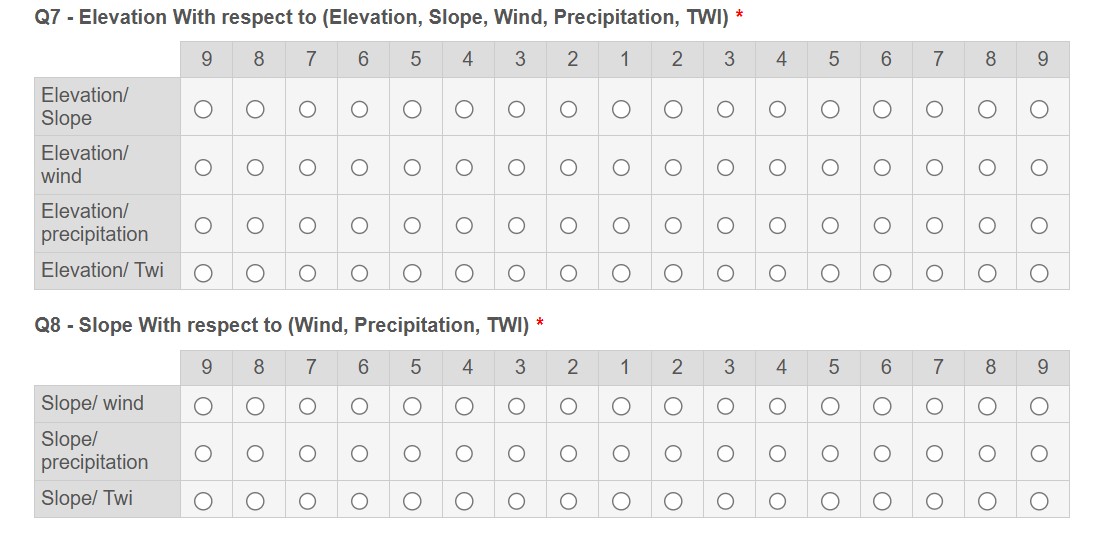 Q7 - Elevation With respect to (Elevation, Slope, Wind, Precipitation, TWI) *
9 8 7 6 5 4 3 2 1 2 3 4 5 6 7 8 9
Elevation/
Slope
Elevation/
wind
Elevation/
precipitation
Elevation/ Twi
Q8 - Slope With respect to (Wind, Precipitation, TWI) *
9 8 7 6 5 4 3 2 1 2 3 4 5 6 7 8 9
Slope/ wind
Slope/
precipitation
Slope/ Twi